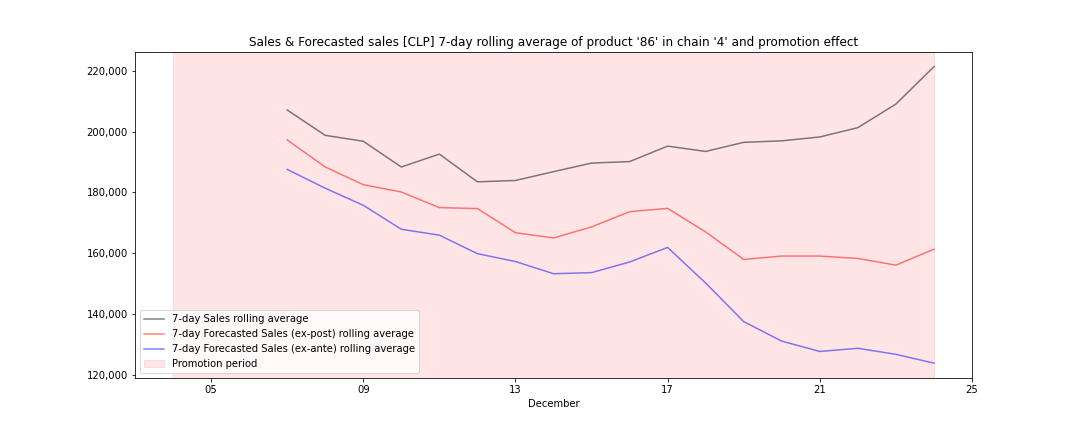 Sales & Forecasted sales [CLP] 7-day rolling average of product '86' in chain '4' and promotion effect
220,000
200,000
180,000
160,000
140,000
120,000
7-day Sales rolling average
7-day Forecasted Sales (ex-post) rolling average
7-day Forecasted Sales (ex-ante) rolling average
Promotion period
05 09 13 17 21 25
December